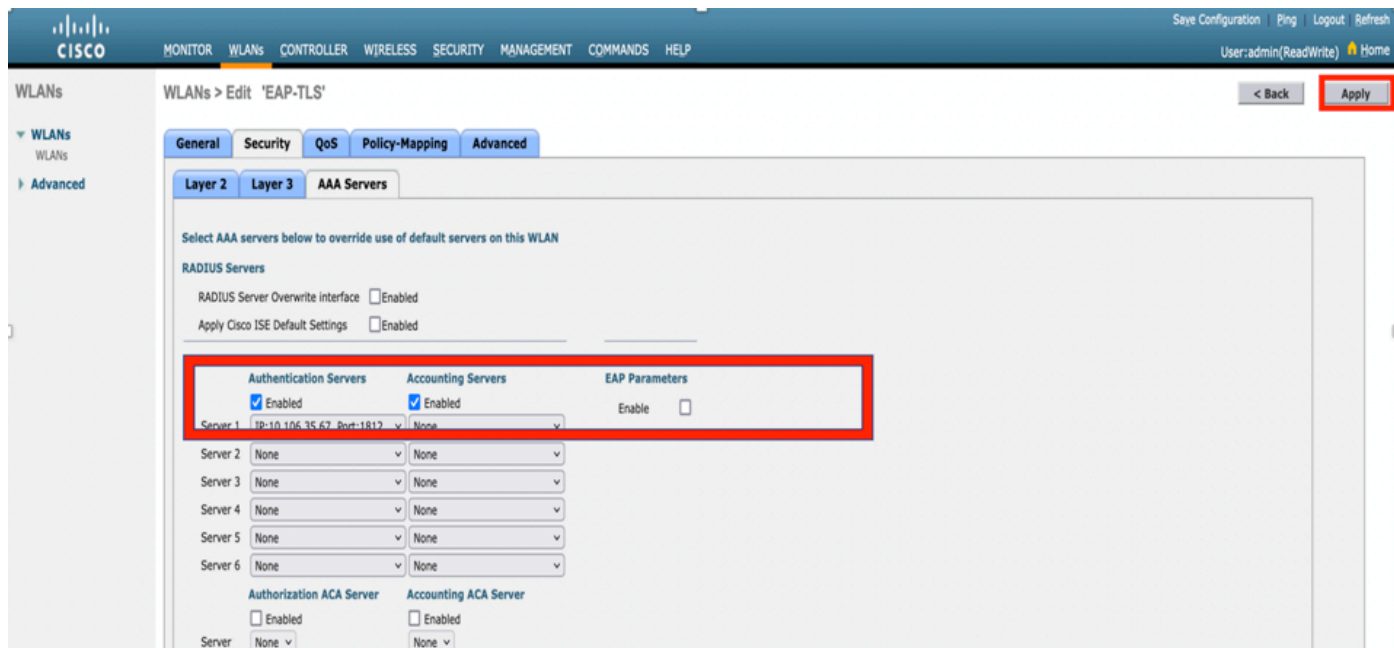 Save Configuration | Ping | Logout | Refresh
CISCO
MONITOR WLANs CONTROLLER WIRELESS SECURITY MANAGEMENT COMMANDS HELP
User:admin(ReadWrite) Home
WLANs
WLANs > Edit 'EAP-TLS'
< Back
Apply
WLANs
WLANs
Advanced
General Security QoS Policy-Mapping Advanced
Layer 2 Layer 3 AAA Servers
Select AAA servers below to override use of default servers on this WLAN
RADIUS Servers
RADIUS Server Overwrite interface Enabled
Apply Cisco ISE Default Settings Enabled
Authentication Servers Accounting Servers EAP Parameters
Enabled Enabled Enable
Server 1 IP:10.106.35.67, Port:1812 None
Server 2 None None
Server 3 None None
Server 4 None None
Server 5 None None
Server 6 None None
Authorization ACA Server Accounting ACA Server
Enabled Enabled
Server None None